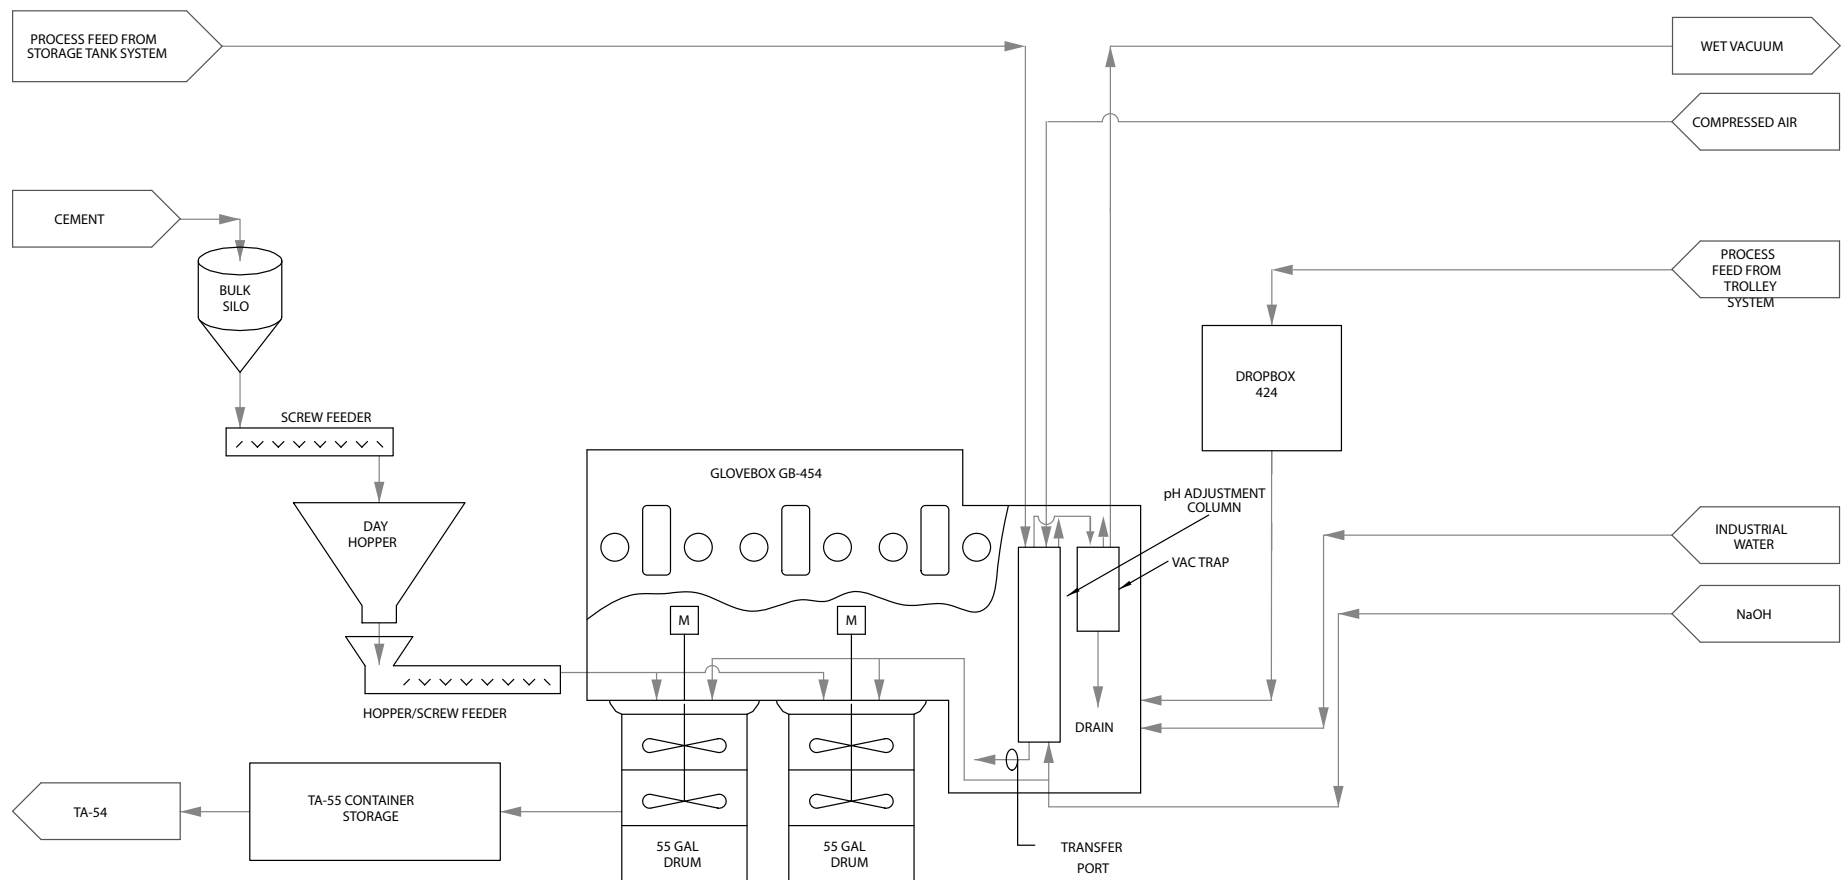 PROCESS FEED FROM
STORAGE TANK SYSTEM
WET VACUUM
COMPRESSED AIR
CEMENT
PROCESS
FEED FROM
TROLLEY
SYSTEM
BULK
SILO
DROPBOX
424
SCREW FEEDER
GLOVEBOX GB-454
pH ADJUSTMENT
COLUMN
DAY
HOPPER
INDUSTRIAL
WATER
VAC TRAP
M
M
NaOH
HOPPER/SCREW FEEDER
DRAIN
TA-54
TA-55 CONTAINER
STORAGE
55 GAL
DRUM
55 GAL
DRUM
TRANSFER
PORT